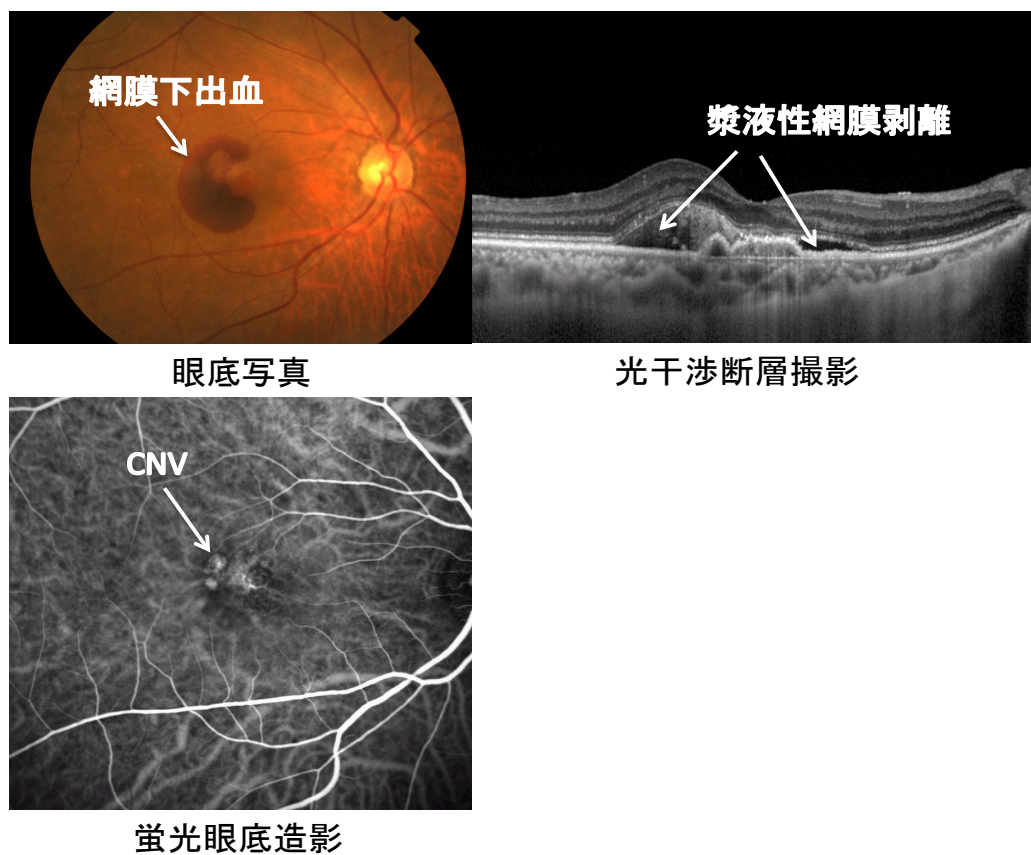 網膜下出血
漿液性網膜剥離
眼底写真
光干渉断層撮影
CNV
蛍光眼底造影